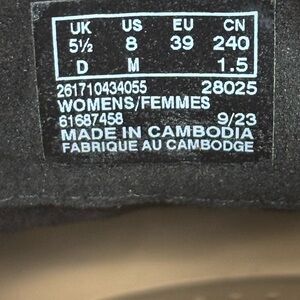 UK US EU CN
5½ 8 39 240
D M 1.5
261710434055 28025
WOMENS/FEMMES
61687458 9/23
MADE IN CAMBODIA
FABRIQUE AU CAMBODGE